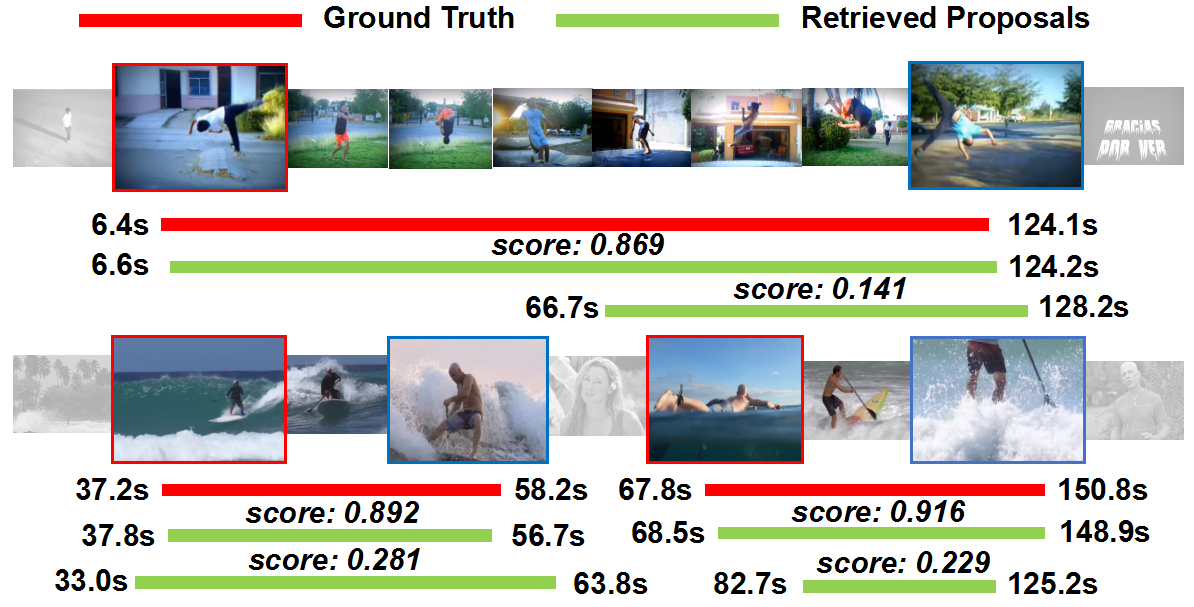 Ground Truth
Retrieved Proposals
GRACIAS
POR VER
6.4s
124.1s
score: 0.869
6.6s
124.2s
score: 0.141
66.7s
128.2s
37.2s
58.2s
67.8s
150.8s
score: 0.892
score: 0.916
37.8s
56.7s
68.5s
148.9s
score: 0.281
score: 0.229
33.0s
63.8s
82.7s
125.2s